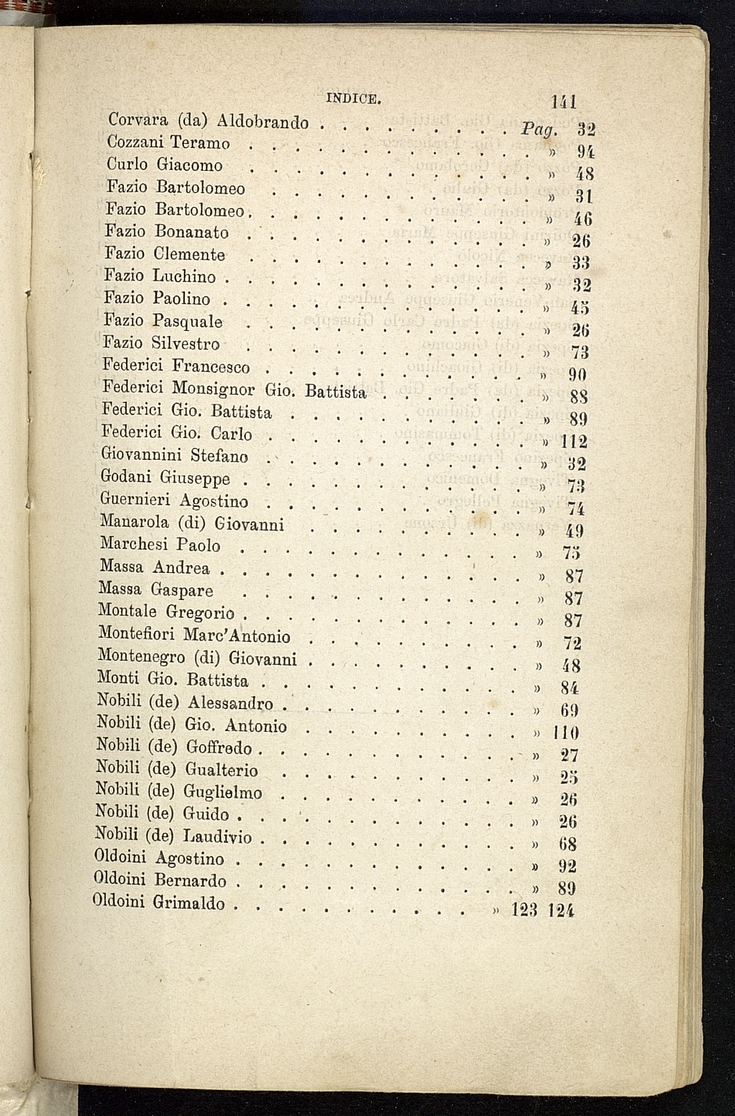 INDICE. 141
Corvara (da) Aldobrando . . . . . . . . . Pag. 32
Cozzani Teramo . . . . . . . . . . . . » 94
Curlo Giacomo . . . . . . . . . . . . » 48
Fazio Bartolomeo . . . . . . . . . . . » 31
Fazio Bartolomeo. . . . . . . . . . . . » 46
Fazio Bonanato . . . . . . . . . . . . » 26
Fazio Clemente . . . . . . . . . . . . » 33
Fazio Luchino . . . . . . . . . . . . . » 32
Fazio Paolino . . . . . . . . . . . . . » 45
Fazio Pasquale . . . . . . . . . . . . » 26
Fazio Silvestro . . . . . . . . . . . . » 73
Federici Francesco . . . . . . . . . . . » 90
Federici Monsignor Gio. Battista . . . . . . » 88
Federici Gio. Battista . . . . . . . . . . » 89
Federici Gio. Carlo . . . . . . . . . . . » 112
Giovannini Stefano . . . . . . . . . . . » 32
Godani Giuseppe . . . . . . . . . . . . » 73
Guernieri Agostino . . . . . . . . . . . » 74
Manarola (di) Giovanni . . . . . . . . . » 49
Marchesi Paolo . . . . . . . . . . . . » 75
Massa Andrea . . . . . . . . . . . . . » 87
Massa Gaspare . . . . . . . . . . . . » 87
Montale Gregorio . . . . . . . . . . . . » 87
Montefiori Marc'Antonio . . . . . . . . . » 72
Montenegro (di) Giovanni . . . . . . . . . » 48
Monti Gio. Battista . . . . . . . . . . . » 84
Nobili (de) Alessandro . . . . . . . . . . » 69
Nobili (de) Gio. Antonio . . . . . . . . . » 110
Nobili (de) Goffredo . . . . . . . . . . . » 27
Nobili (de) Gualterio . . . . . . . . . . » 25
Nobili (de) Guglielmo . . . . . . . . . . » 26
Nobili (de) Guido . . . . . . . . . . . . » 26
Nobili (de) Laudivio . . . . . . . . . . . » 68
Oldoini Agostino . . . . . . . . . . . . » 92
Oldoini Bernardo . . . . . . . . . . . . » 89
Oldoini Grimaldo . . . . . . . . . . . » 123 124